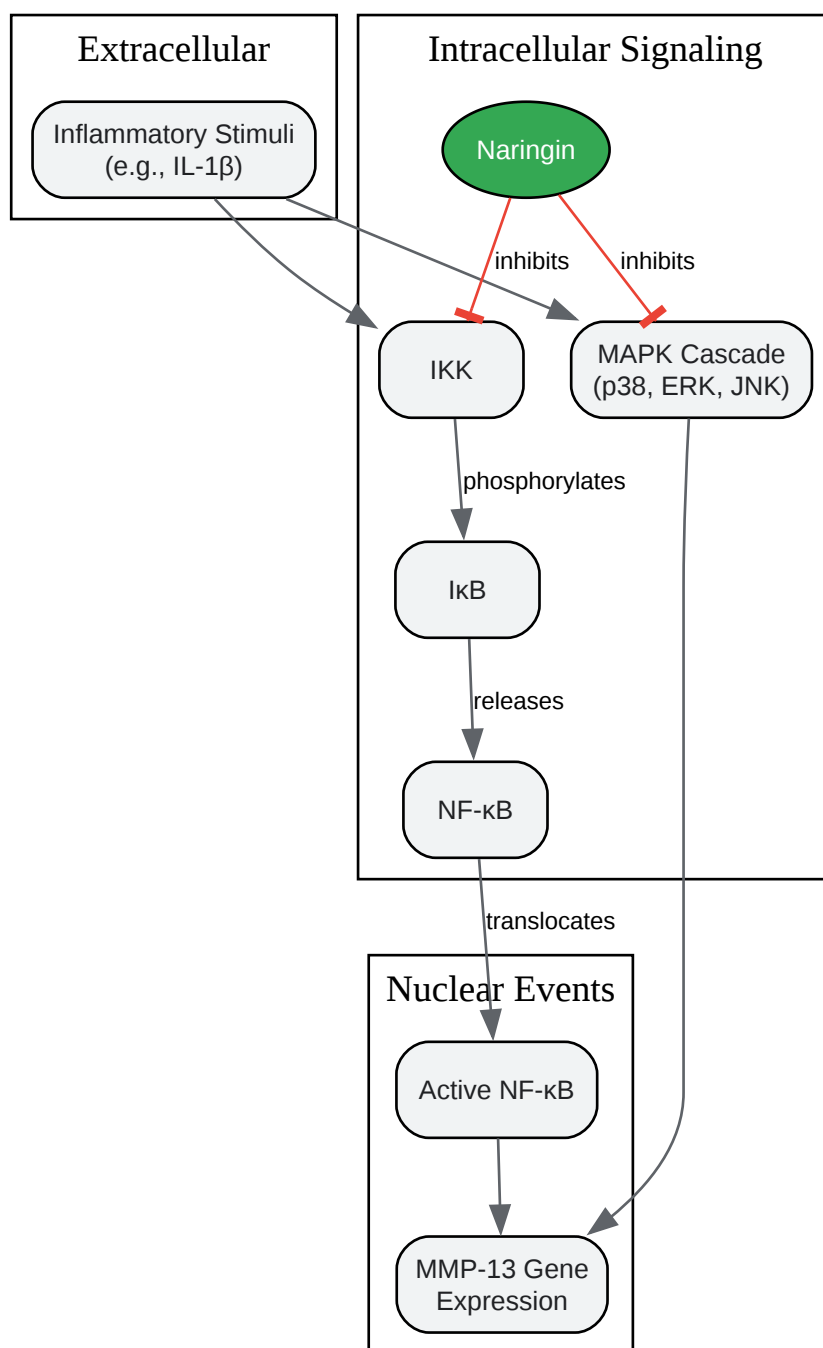 Extracellular
Intracellular Signaling
Inflammatory Stimuli
(e.g., IL-1β)
Naringin
inhibits
inhibits
IKK
MAPK Cascade
(p38, ERK, JNK)
phosphorylates
IκB
releases
NF-κB
translocates
Nuclear Events
Active NF-κB
MMP-13 Gene
Expression